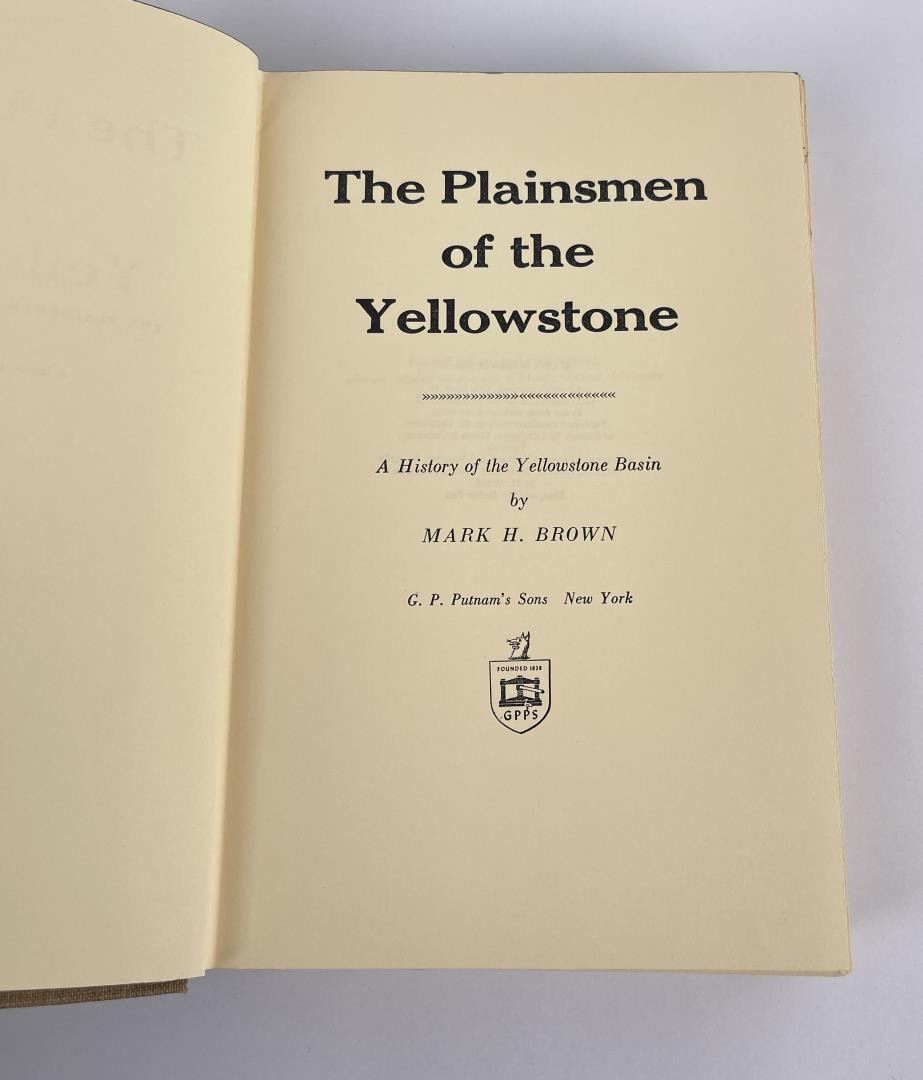 The Plainsmen
of the
Yellowstone
A History of the Yellowstone Basin
by
MARK H. BROWN
G. P. Putnam's Sons New York
FOUNDED 1838
GPPS